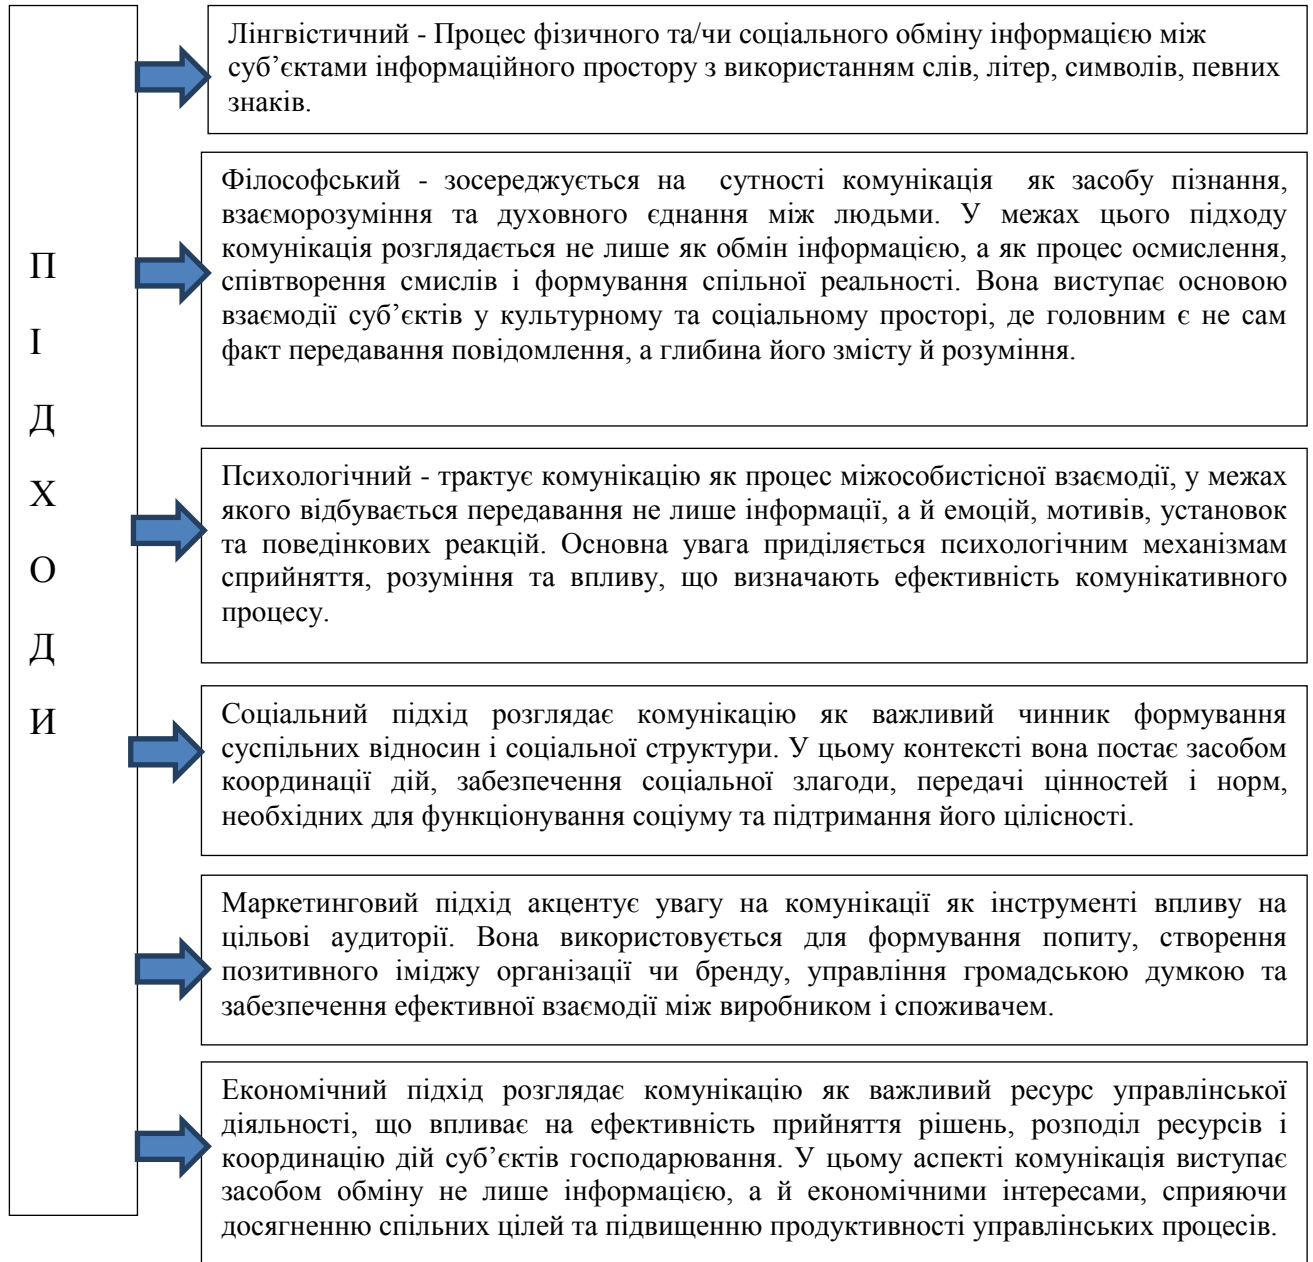 П
І
Д
Х
О
Д
И
Лінгвістичний - Процес фізичного та/чи соціального обміну інформацією між
суб’єктами інформаційного простору з використанням слів, літер, символів, певних
знаків.
Філософський - зосереджується на сутності комунікація як засобу пізнання,
взаєморозуміння та духовного єднання між людьми. У межах цього підходу
комунікація розглядається не лише як обмін інформацією, а як процес осмислення,
співтворення смислів і формування спільної реальності. Вона виступає основою
взаємодії суб’єктів у культурному та соціальному просторі, де головним є не сам
факт передавання повідомлення, а глибина його змісту й розуміння.
Психологічний - трактує комунікацію як процес міжособистісної взаємодії, у межах
якого відбувається передавання не лише інформації, а й емоцій, мотивів, установок
та поведінкових реакцій. Основна увага приділяється психологічним механізмам
сприйняття, розуміння та впливу, що визначають ефективність комунікативного
процесу.
Соціальний підхід розглядає комунікацію як важливий чинник формування
суспільних відносин і соціальної структури. У цьому контексті вона постає засобом
координації дій, забезпечення соціальної злагоди, передачі цінностей і норм,
необхідних для функціонування соціуму та підтримання його цілісності.
Маркетинговий підхід акцентує увагу на комунікації як інструменті впливу на
цільові аудиторії. Вона використовується для формування попиту, створення
позитивного іміджу організації чи бренду, управління громадською думкою та
забезпечення ефективної взаємодії між виробником і споживачем.
Економічний підхід розглядає комунікацію як важливий ресурс управлінської
діяльності, що впливає на ефективність прийняття рішень, розподіл ресурсів і
координацію дій суб’єктів господарювання. У цьому аспекті комунікація виступає
засобом обміну не лише інформацією, а й економічними інтересами, сприяючи
досягненню спільних цілей та підвищенню продуктивності управлінських процесів.